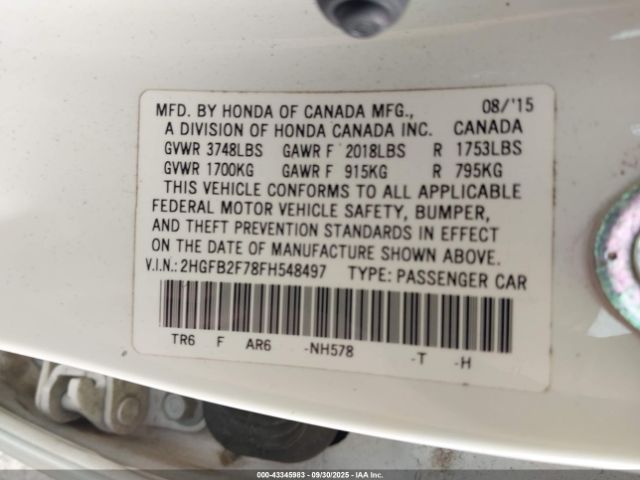 MFD. BY HONDA OF CANADA MFG., 08/'15
A DIVISION OF HONDA CANADA INC. CANADA
GVWR 3748LBS GAWR F 2018LBS R 1753LBS
GVWR 1700KG GAWR F 915KG R 795KG
THIS VEHICLE CONFORMS TO ALL APPLICABLE
FEDERAL MOTOR VEHICLE SAFETY, BUMPER,
AND THEFT PREVENTION STANDARDS IN EFFECT
ON THE DATE OF MANUFACTURE SHOWN ABOVE.
V.I.N.: 2HGFB2F78FH548497 TYPE: PASSENGER CAR
TR6 F AR6 -NH578 -T -H
000-43345983 | 09/30/2025 | IAA Inc.